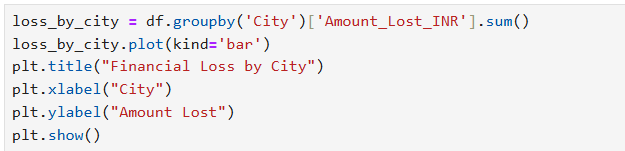 loss_by_city = df.groupby('City')['Amount_Lost_INR'].sum()
loss_by_city.plot(kind='bar')
plt.title("Financial Loss by City")
plt.xlabel("City")
plt.ylabel("Amount Lost")
plt.show()